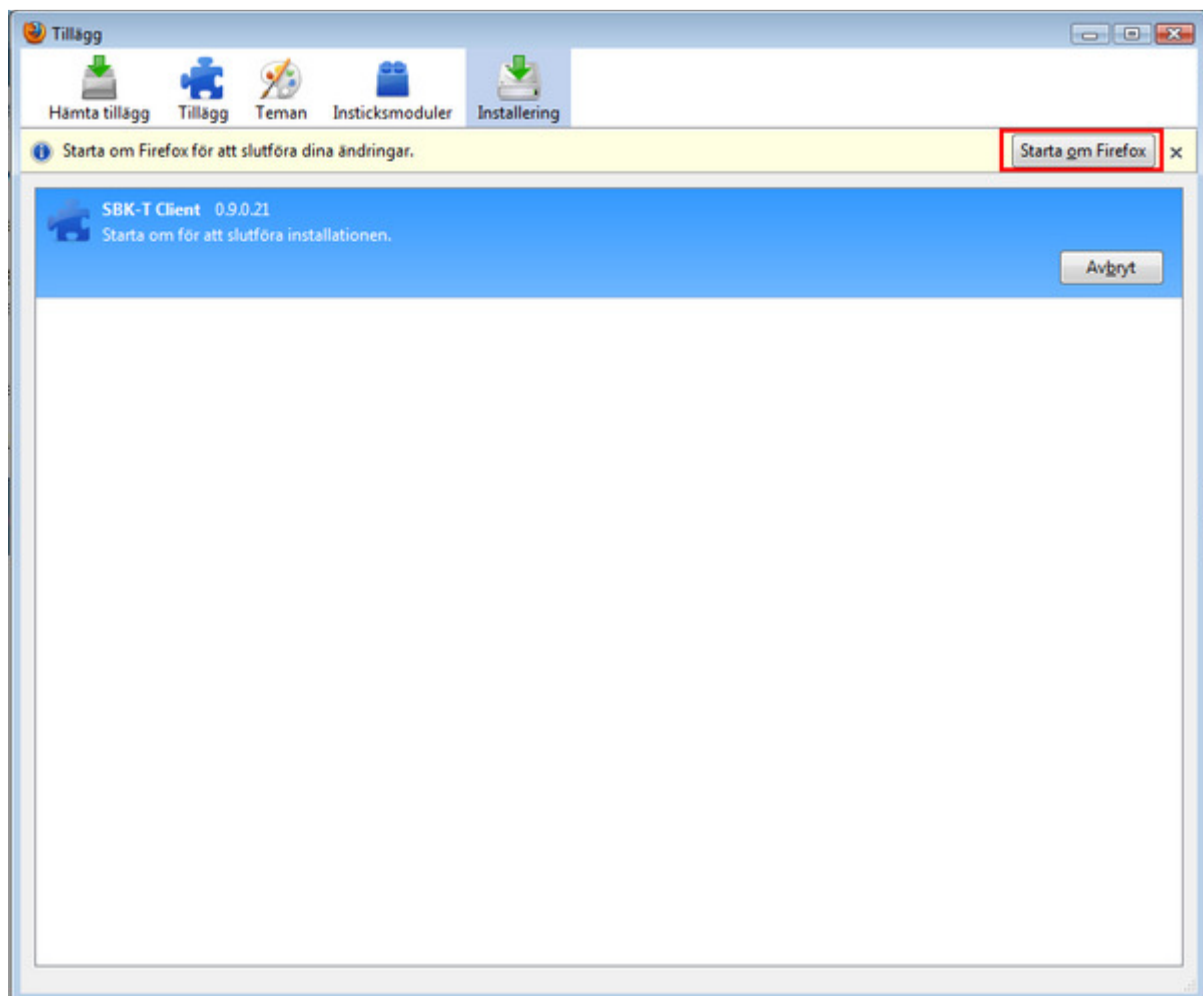 Tillägg
Hämta tillägg Tillägg Teman Insticksmoduler Installering
Starta om Firefox för att slutföra dina ändringar. Starta om Firefox
SBK-T Client 0.9.0.21
Starta om för att slutföra installationen.
Avbryt